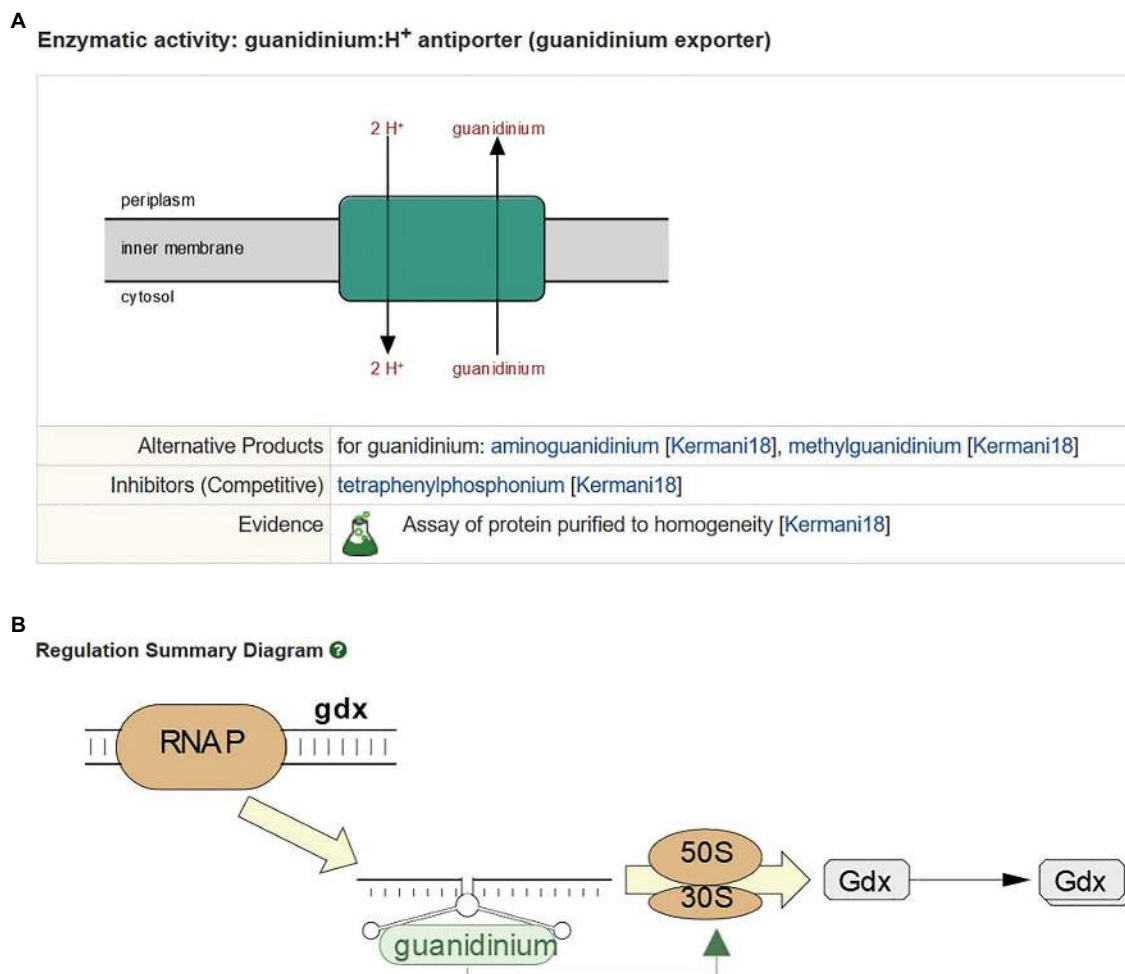 A
Enzymatic activity: guanidinium:H⁺ antiporter (guanidinium exporter)
2 H⁺ guanidinium
periplasm
inner membrane
cytosol
2 H⁺ guanidinium
Alternative Products for guanidinium: aminoguanidinium [Kermani18], methylguanidinium [Kermani18]
Inhibitors (Competitive) tetraphenylphosphonium [Kermani18]
Evidence Assay of protein purified to homogeneity [Kermani18]
B
Regulation Summary Diagram ?
gdx
RNAP
50S
30S
Gdx Gdx
guanidinium